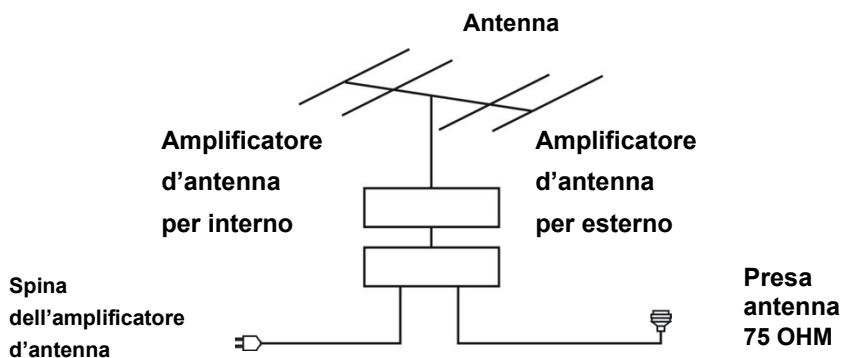 Antenna
Amplificatore
d’antenna
per interno
Amplificatore
d’antenna
per esterno
Spina
dell’amplificatore
d’antenna
Presa
antenna
75 OHM